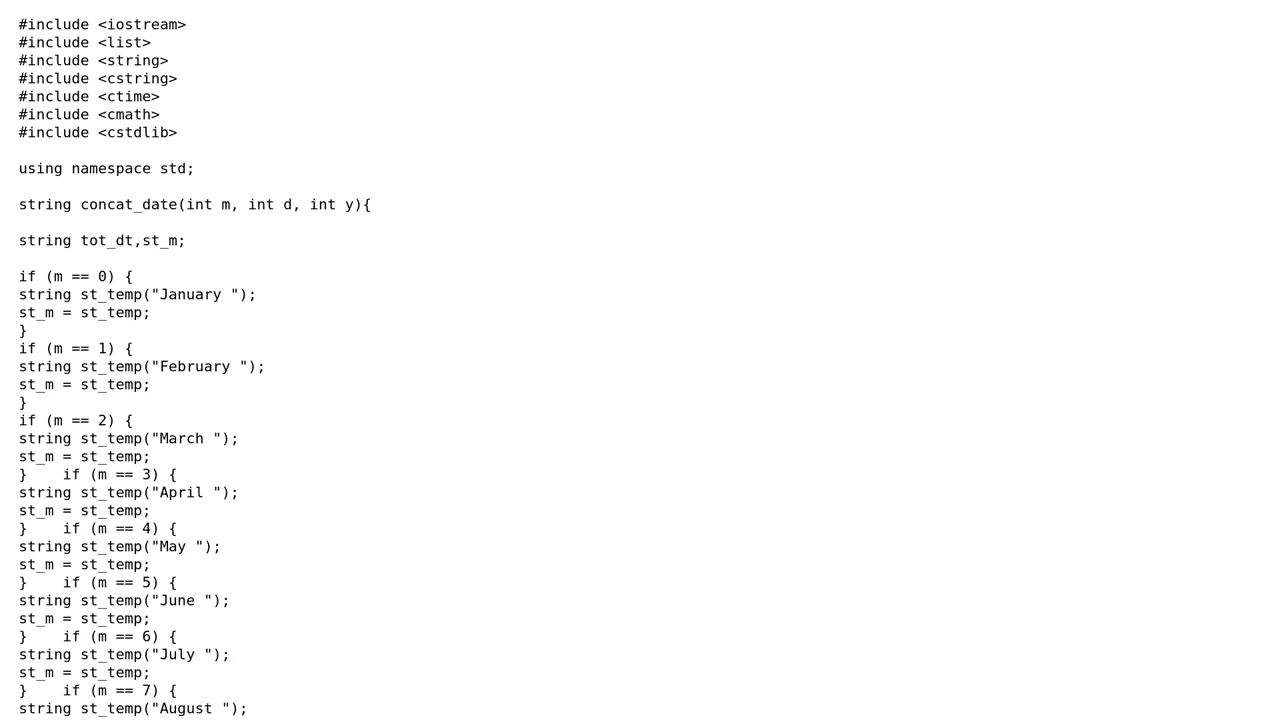 #include <iostream>
#include <list>
#include <string>
#include <cstring>
#include <ctime>
#include <cmath>
#include <cstdlib>

using namespace std;

string concat_date(int m, int d, int y){

string tot_dt,st_m;

if (m == 0) {
string st_temp("January ");
st_m = st_temp;
}
if (m == 1) {
string st_temp("February ");
st_m = st_temp;
}
if (m == 2) {
string st_temp("March ");
st_m = st_temp;
}    if (m == 3) {
string st_temp("April ");
st_m = st_temp;
}    if (m == 4) {
string st_temp("May ");
st_m = st_temp;
}    if (m == 5) {
string st_temp("June ");
st_m = st_temp;
}    if (m == 6) {
string st_temp("July ");
st_m = st_temp;
}    if (m == 7) {
string st_temp("August ");